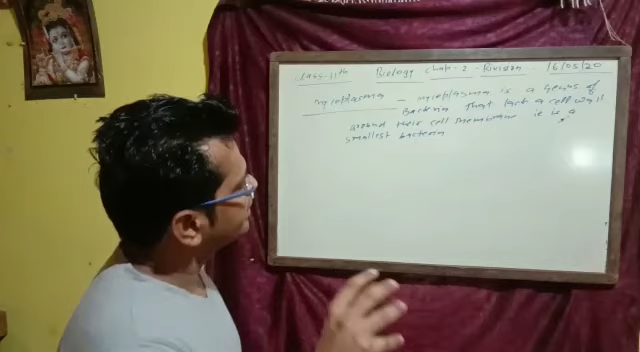 Class-11th Biology Chap-2 - Rivision 16/05/20
mycoplasma - mycoplasma is a genus of
Bacteria That lack a cell wall
around their cell membrane it is a
smallest bacteria